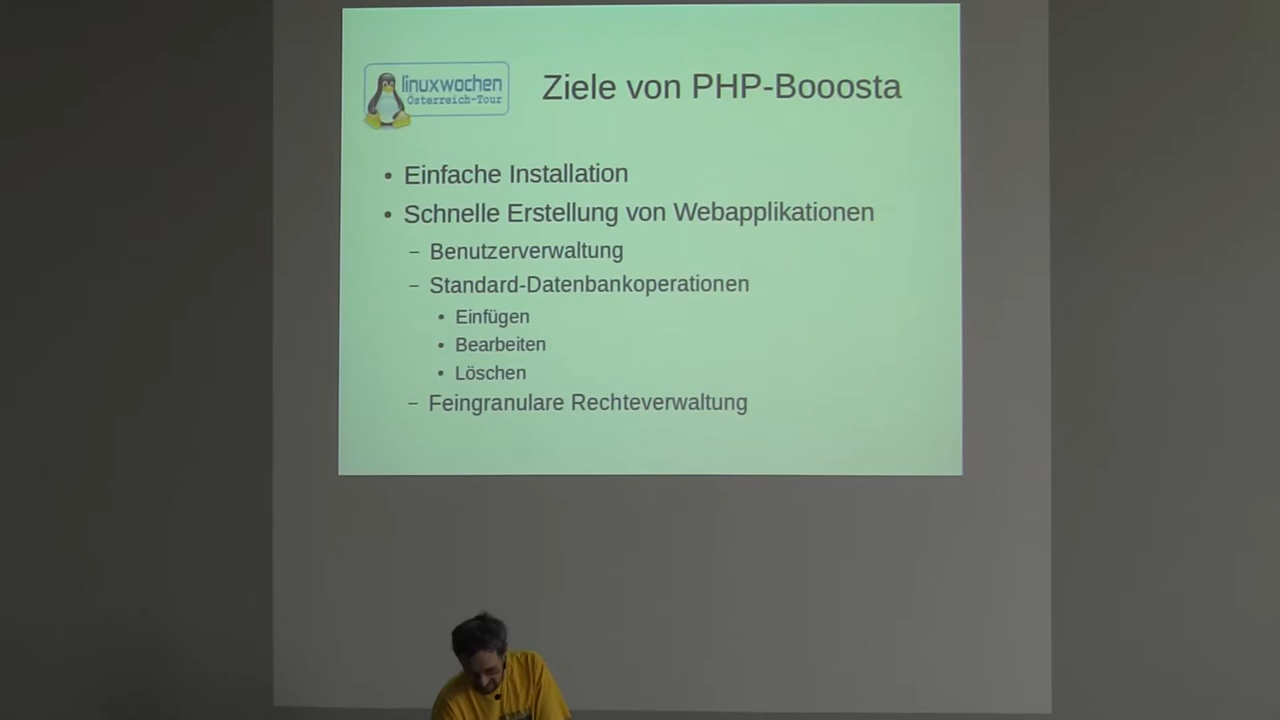 linuxwochen
Österreich-Tour
Ziele von PHP-Booosta
• Einfache Installation
• Schnelle Erstellung von Webapplikationen
– Benutzerverwaltung
– Standard-Datenbankoperationen
• Einfügen
• Bearbeiten
• Löschen
– Feingranulare Rechteverwaltung